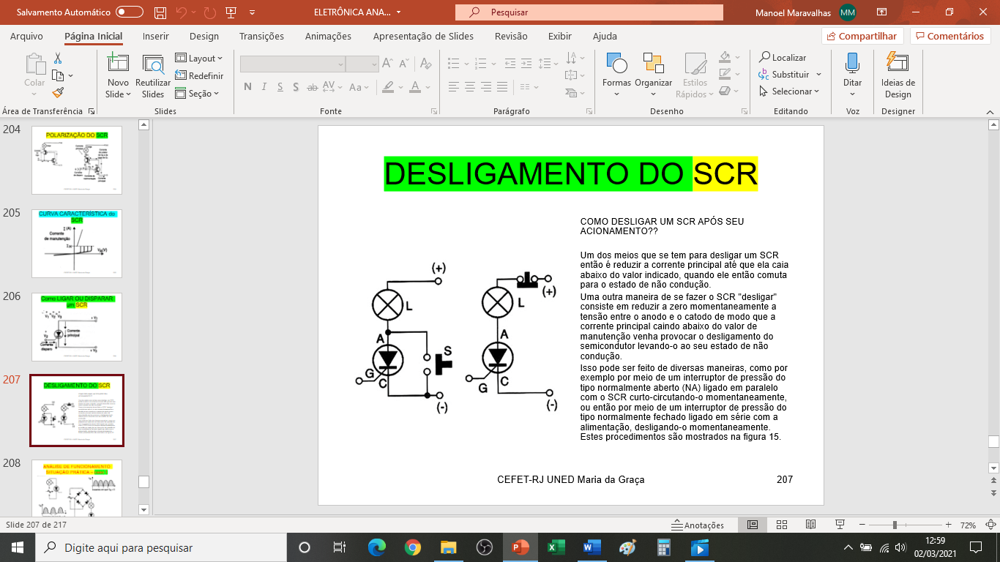 Salvamento Automático
ELETRÔNICA ANA...
Pesquisar
Manoel Maravalhas
MM
Arquivo
Página Inicial
Inserir
Design
Transições
Animações
Apresentação de Slides
Revisão
Exibir
Ajuda
Compartilhar
Comentários
Colar
Área de Transferência
Novo
Slide
Reutilizar
Slides
Layout
Redefinir
Seção
Slides
N I S S ab AV Aa A
Fonte
Parágrafo
Formas
Organizar
Estilos
Rápidos
Desenho
Localizar
Substituir
Selecionar
Editando
Ditar
Voz
Ideias de
Design
Designer
204
POLARIZAÇÃO DO SCR
205
CURVA CARACTERÍSTICA do
SCR
I (A)
Corrente
de manutenção
206
Como LIGAR OU DISPARAR
um SCR
Corrente
principal
Corrente
disparo
207
DESLIGAMENTO DO SCR
208
ANÁLISE DE FUNCIONAMENTO
SITUAÇÃO PRÁTICA
DESLIGAMENTO DO SCR
COMO DESLIGAR UM SCR APÓS SEU
ACIONAMENTO??
Um dos meios que se tem para desligar um SCR
então é reduzir a corrente principal até que ela caia
abaixo do valor indicado, quando ele então comuta
para o estado de não condução.
Uma outra maneira de se fazer o SCR "desligar"
consiste em reduzir a zero momentaneamente a
tensão entre o anodo e o catodo de modo que a
corrente principal caindo abaixo do valor de
manutenção venha provocar o desligamento do
semicondutor levando-o ao seu estado de não
condução.
Isso pode ser feito de diversas maneiras, como por
exemplo por meio de um interruptor de pressão do
tipo normalmente aberto (NA) ligado em paralelo
com o SCR curto-circuitando-o momentaneamente,
ou então por meio de um interruptor de pressão do
tipo normalmente fechado ligado em série com a
alimentação, desligando-o momentaneamente.
Estes procedimentos são mostrados na figura 15.
(+)
L
A
S
G
C
(-)
(+)
L
A
G
C
(-)
CEFET-RJ UNED Maria da Graça
207
Slide 207 de 217
Anotações
72%
Digite aqui para pesquisar
12:59
02/03/2021